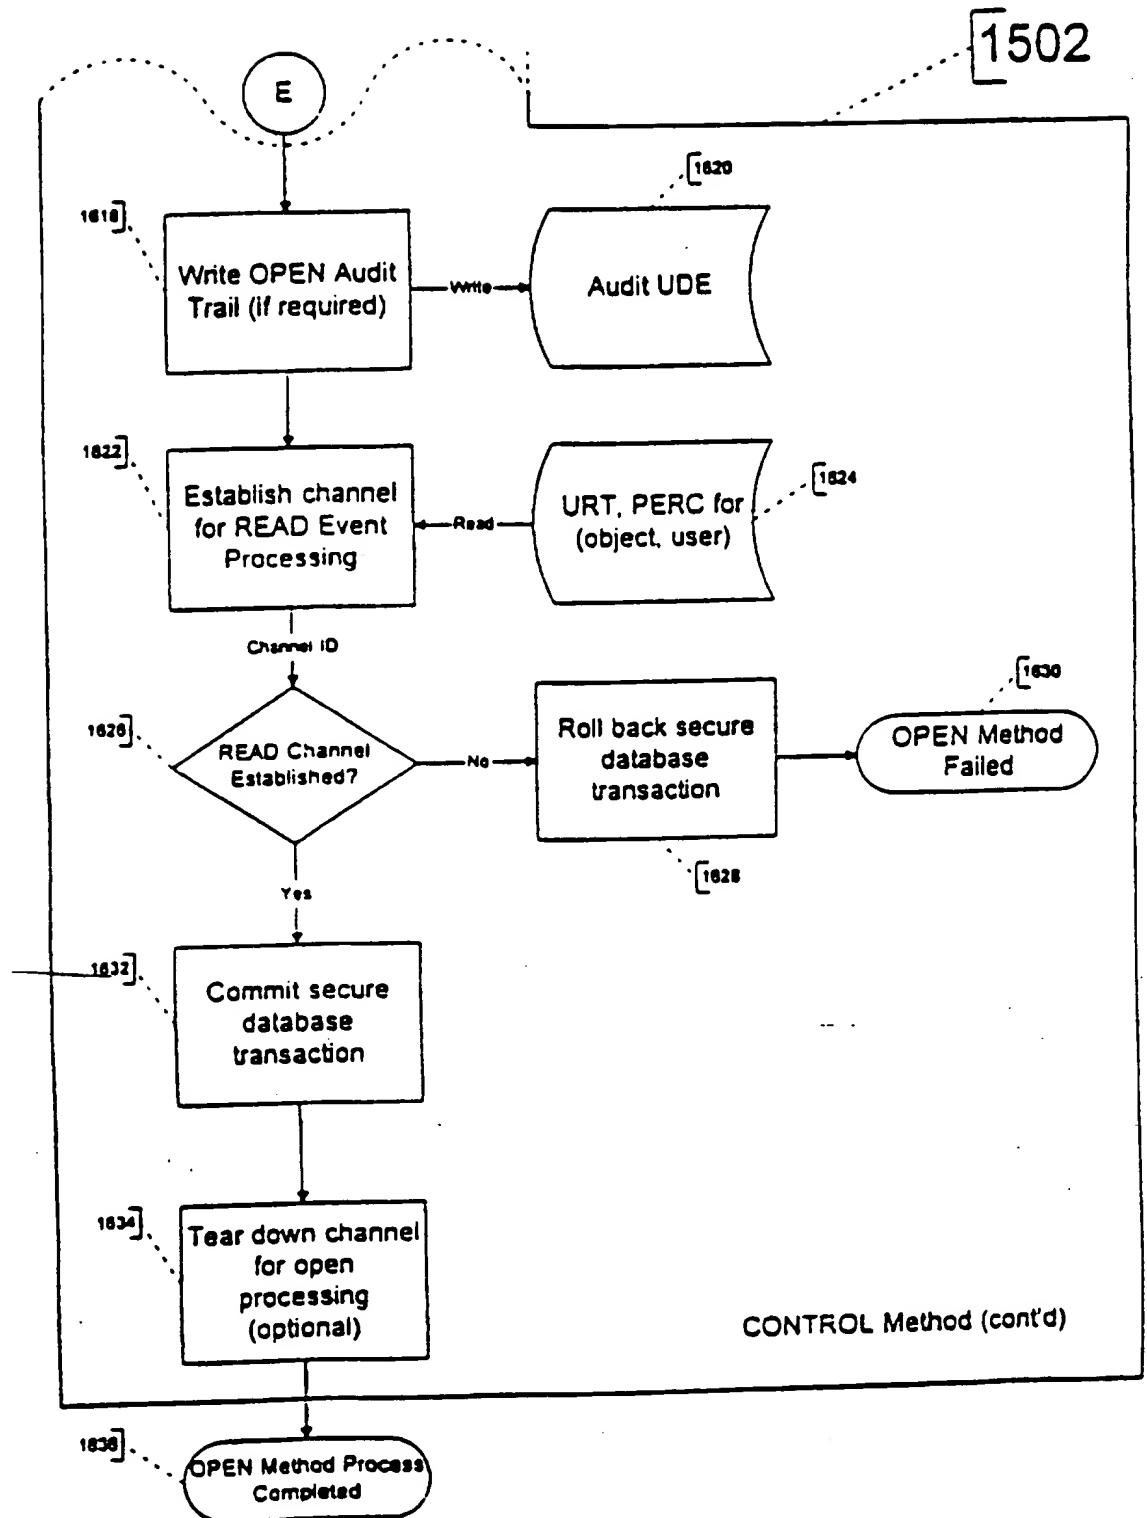 1502
E
1620
1618
Write OPEN Audit
Trail (if required)
Write
Audit UDE
1622
Establish channel
for READ Event
Processing
Read
URT, PERC for
(object, user)
1624
Channel ID
1626
READ Channel
Established?
No
Roll back secure
database
transaction
1628
OPEN Method
Failed
1630
Yes
1632
Commit secure
database
transaction
1634
Tear down channel
for open
processing
(optional)
CONTROL Method (cont'd)
1636
OPEN Method Process
Completed